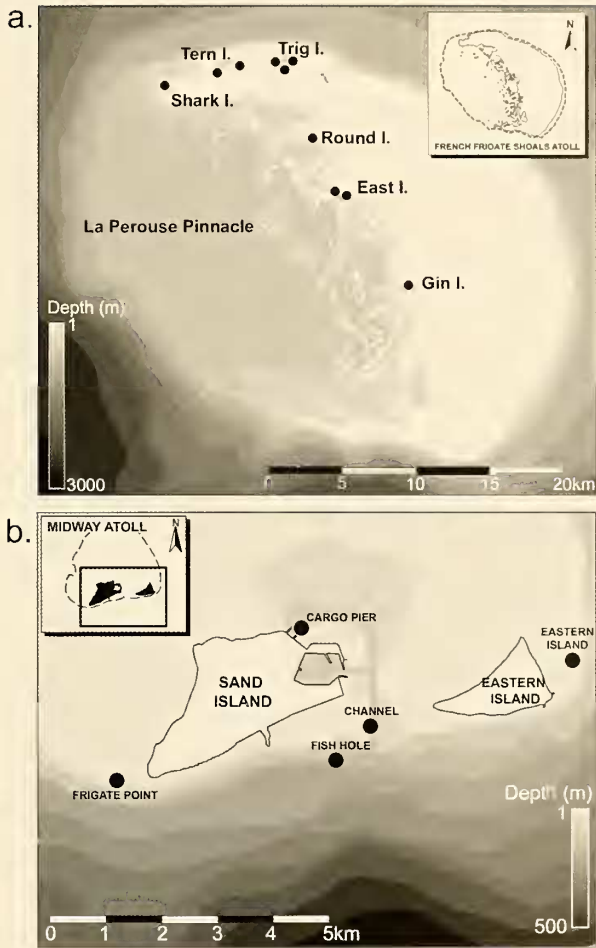 a.
N
FRENCH FRIGATE SHOALS ATOLL
Tern I.
Trig I.
Shark I.
Round I.
East I.
La Perouse Pinnacle
Gin I.
Depth (m)
1
3000
0 5 10 15 20km
b.
MIDWAY ATOLL
N
CARGO PIER
EASTERN
ISLAND
SAND
ISLAND
EASTERN
ISLAND
CHANNEL
FISH HOLE
FRIGATE POINT
Depth (m)
1
500
0 1 2 3 4 5km